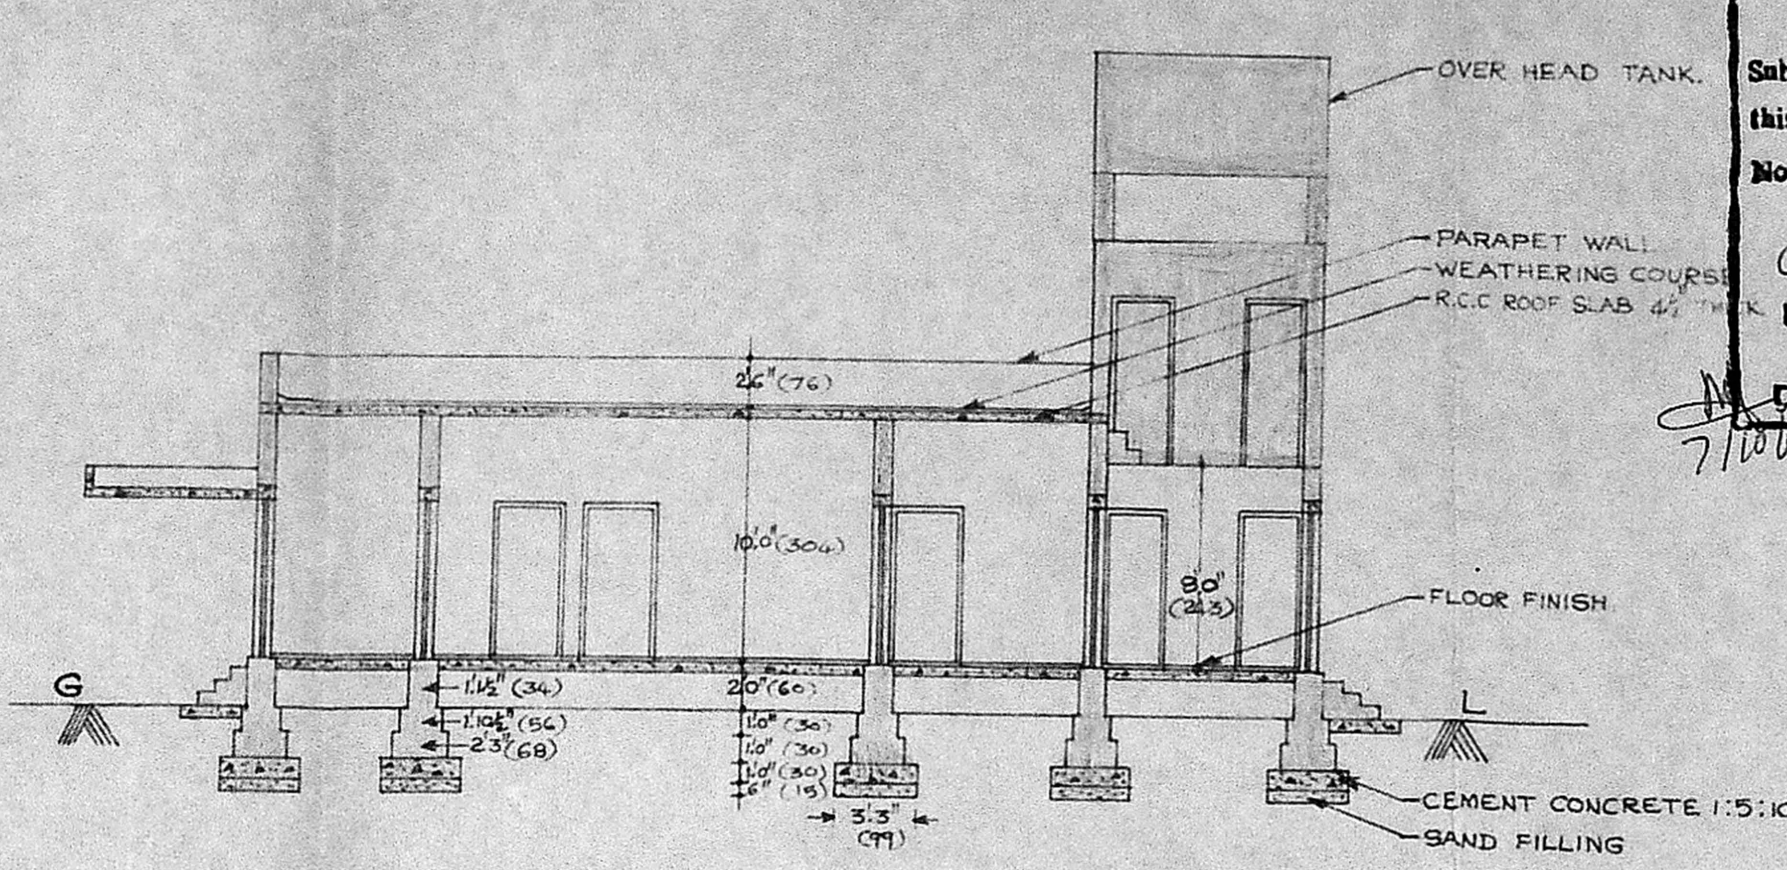 OVER HEAD TANK.
Sub
this
No
PARAPET WALL
WEATHERING COURSE
R.C.C ROOF SLAB 4½" THICK
2'.6" (76)
10'.0" (304)
8'.0"
(243)
FLOOR FINISH
G
L
1'.1½" (34)
2'.0" (60)
1'.10½" (56)
1'.0" (30)
2'.3" (68)
1'.0" (30)
1'.0" (30)
6" (15)
3'.3"
(99)
CEMENT CONCRETE 1:5:10
SAND FILLING